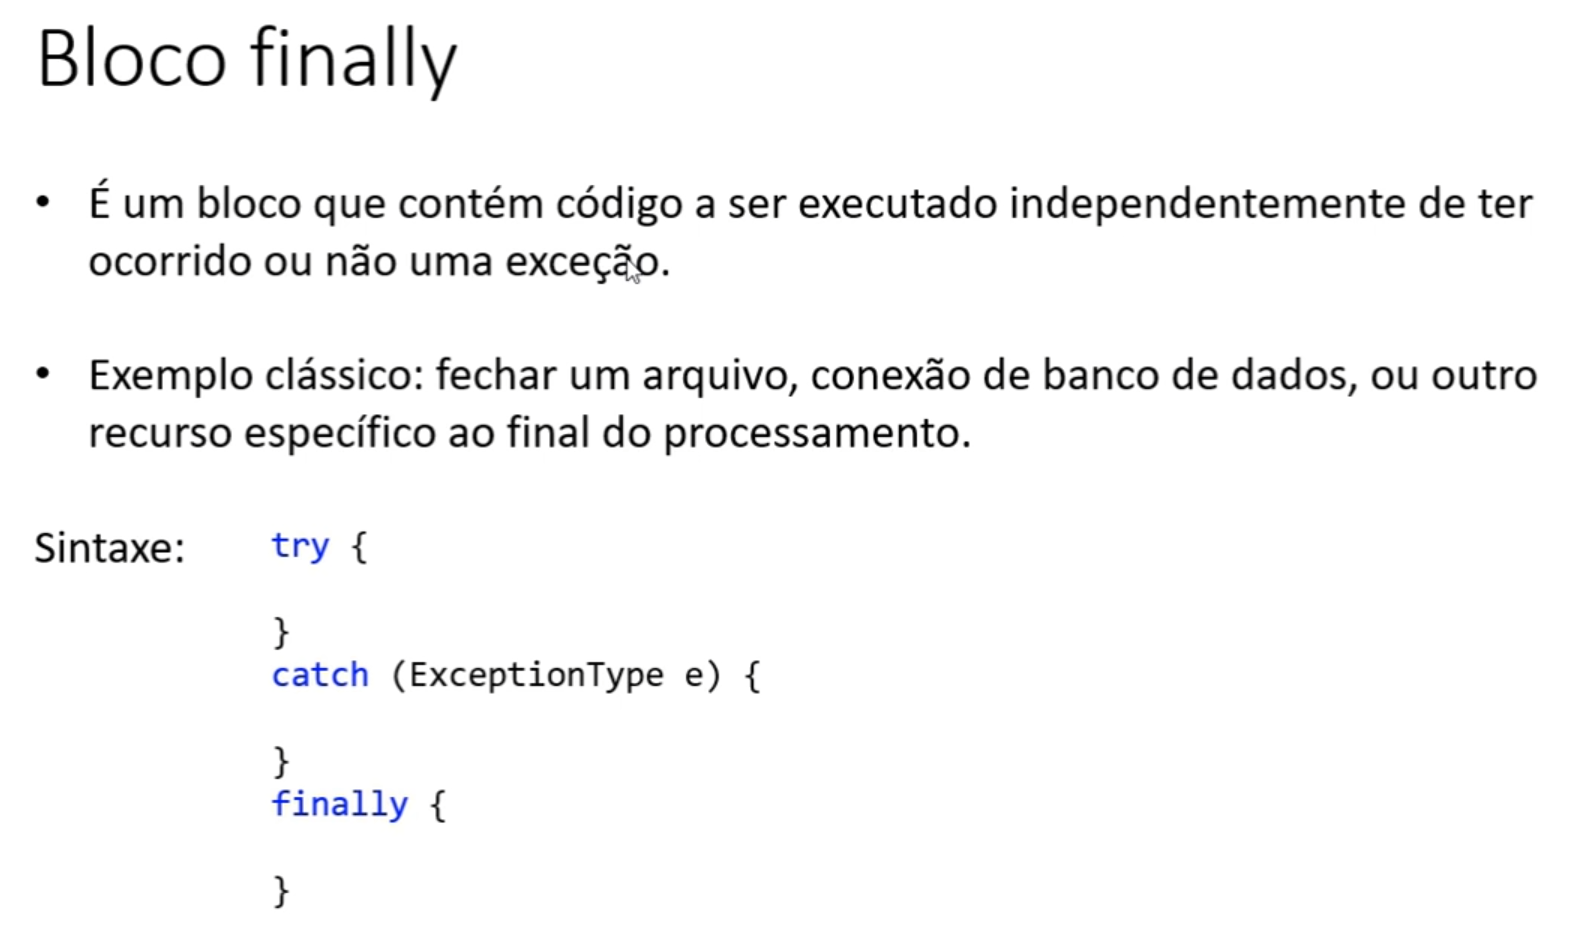 Bloco finally
• É um bloco que contém código a ser executado independentemente de ter
ocorrido ou não uma exceção.
• Exemplo clássico: fechar um arquivo, conexão de banco de dados, ou outro
recurso específico ao final do processamento.
Sintaxe: try {
}
catch (ExceptionType e) {
}
finally {
}